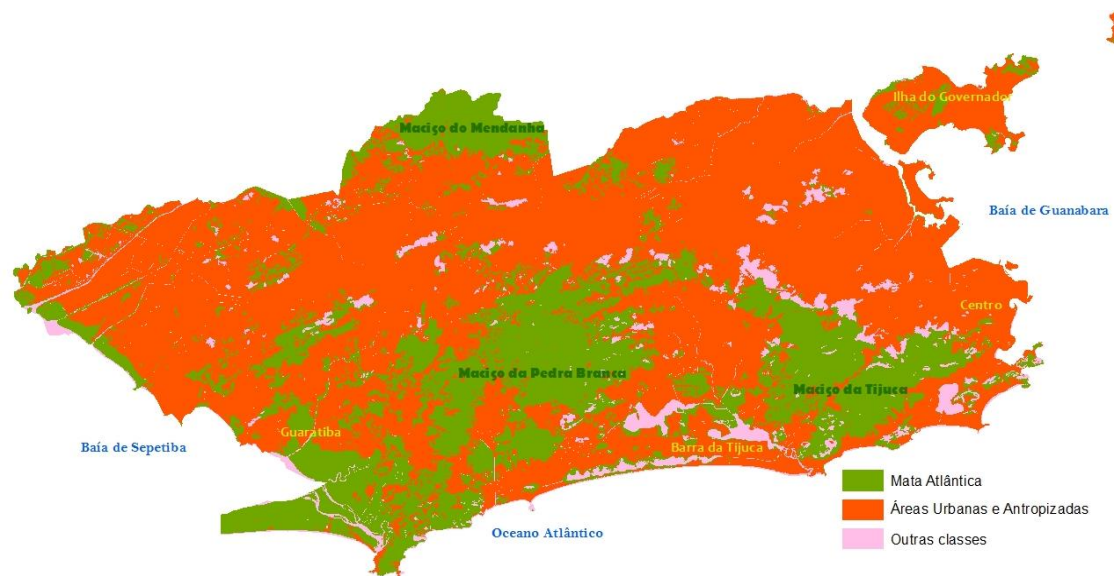 Ilha do Governador
Maciço do Mendanha
Baía de Guanabara
Centro
Maciço da Pedra Branca
Maciço da Tijuca
Guaratiba
Baía de Sepetiba
Barra da Tijuca
Mata Atlântica
Áreas Urbanas e Antropizadas
Oceano Atlântico
Outras classes